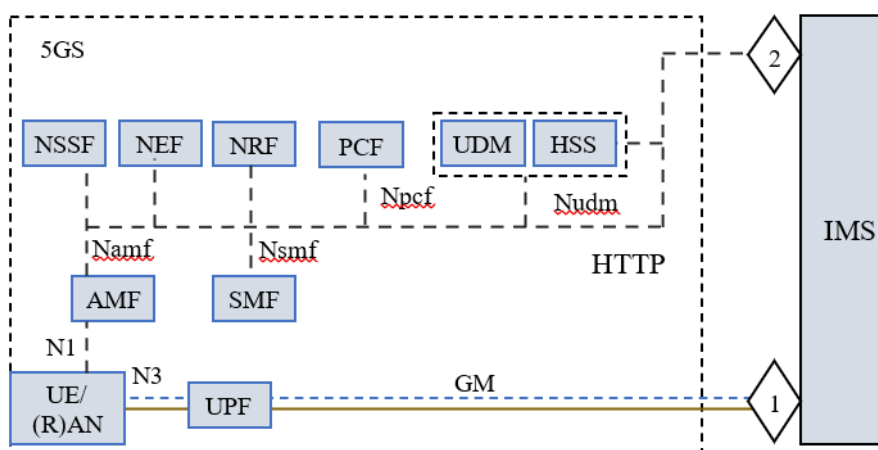 5GS
2
NSSF
NEF
NRF
PCF
UDM
HSS
Npcf
Nudm
IMS
Namf
Nsmf
HTTP
AMF
SMF
N1
N3
GM
UE/
(R)AN
UPF
1